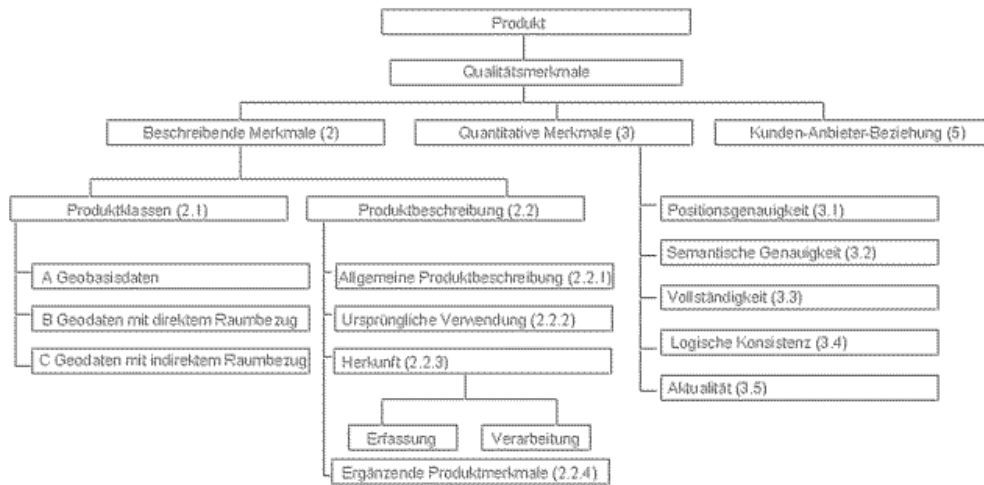 Produkt
Qualitätsmerkmale
Beschreibende Merkmale (2)
Quantitative Merkmale (3)
Kunden-Anbieter-Beziehung (5)
Produktklassen (2.1)
Produktbeschreibung (2.2)
Positionsgenauigkeit (3.1)
Semantische Genauigkeit (3.2)
Vollständigkeit (3.3)
Logische Konsistenz (3.4)
Aktualität (3.5)
A Geobasisdaten
B Geodaten mit direktem Raumbezug
C Geodaten mit indirektem Raumbezug
Allgemeine Produktbeschreibung (2.2.1)
Ursprüngliche Verwendung (2.2.2)
Herkunft (2.2.3)
Erfassung
Verarbeitung
Ergänzende Produktmerkmale (2.2.4)